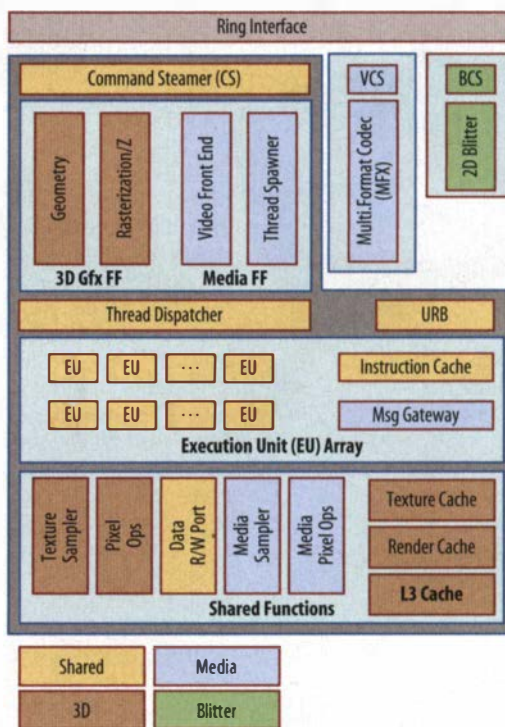 Ring Interface
Command Steamer (CS)
Geometry
Rasterization/Z
3D Gfx FF
Video Front End
Thread Spawner
Media FF
VCS
Multi.Format Codec
(MFX)
BCS
2D Blitter
Thread Dispatcher
URB
EU EU ... EU
EU EU ... EU
Instruction Cache
Msg Gateway
Execution Unit (EU) Array
Texture
Sampler
Pixel
Ops
Data
R/W Port
Media
Sampler
Media
Pixel Ops
Texture Cache
Render Cache
L3 Cache
Shared Functions
Shared
Media
3D
Blitter